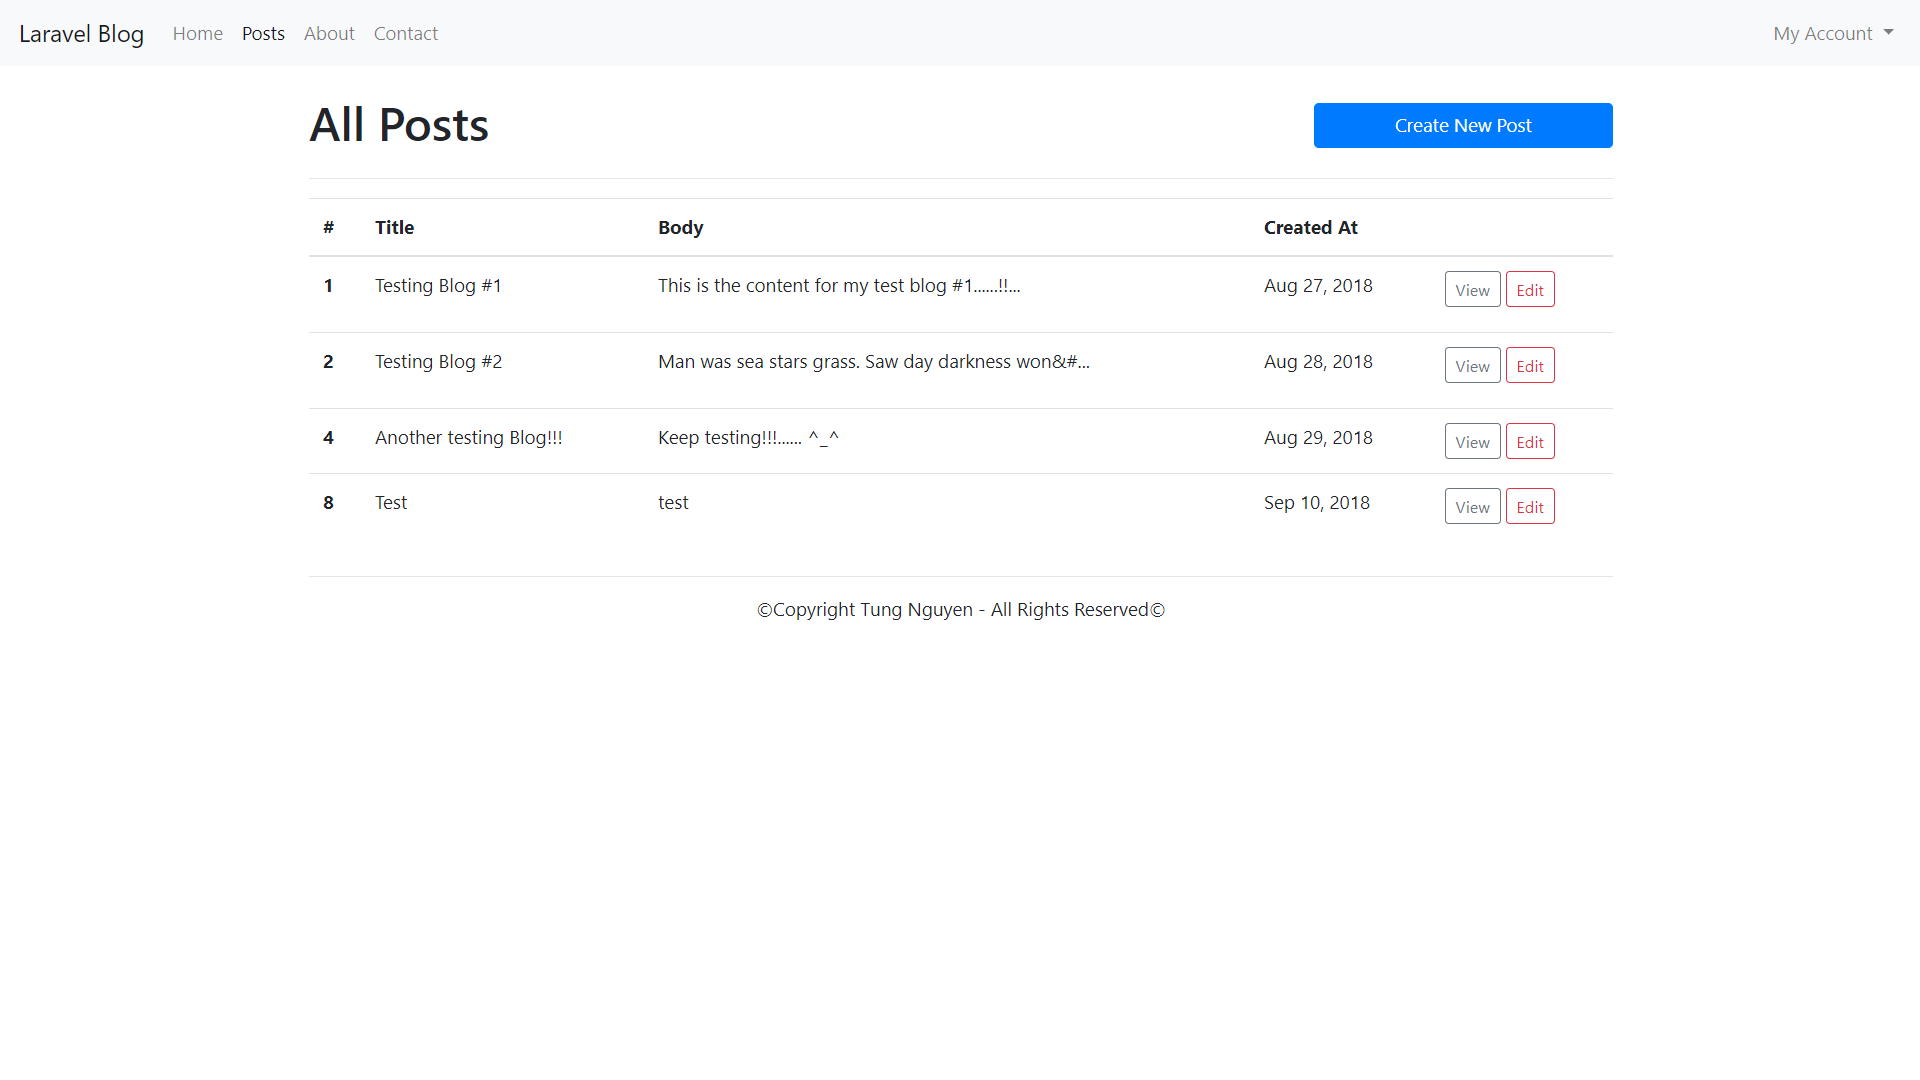 Laravel Blog Home Posts About Contact My Account
All Posts Create New Post
# Title Body Created At
1 Testing Blog #1 This is the content for my test blog #1......!!... Aug 27, 2018 View Edit
2 Testing Blog #2 Man was sea stars grass. Saw day darkness won&#... Aug 28, 2018 View Edit
4 Another testing Blog!!! Keep testing!!!...... ^_^ Aug 29, 2018 View Edit
8 Test test Sep 10, 2018 View Edit
©Copyright Tung Nguyen - All Rights Reserved©